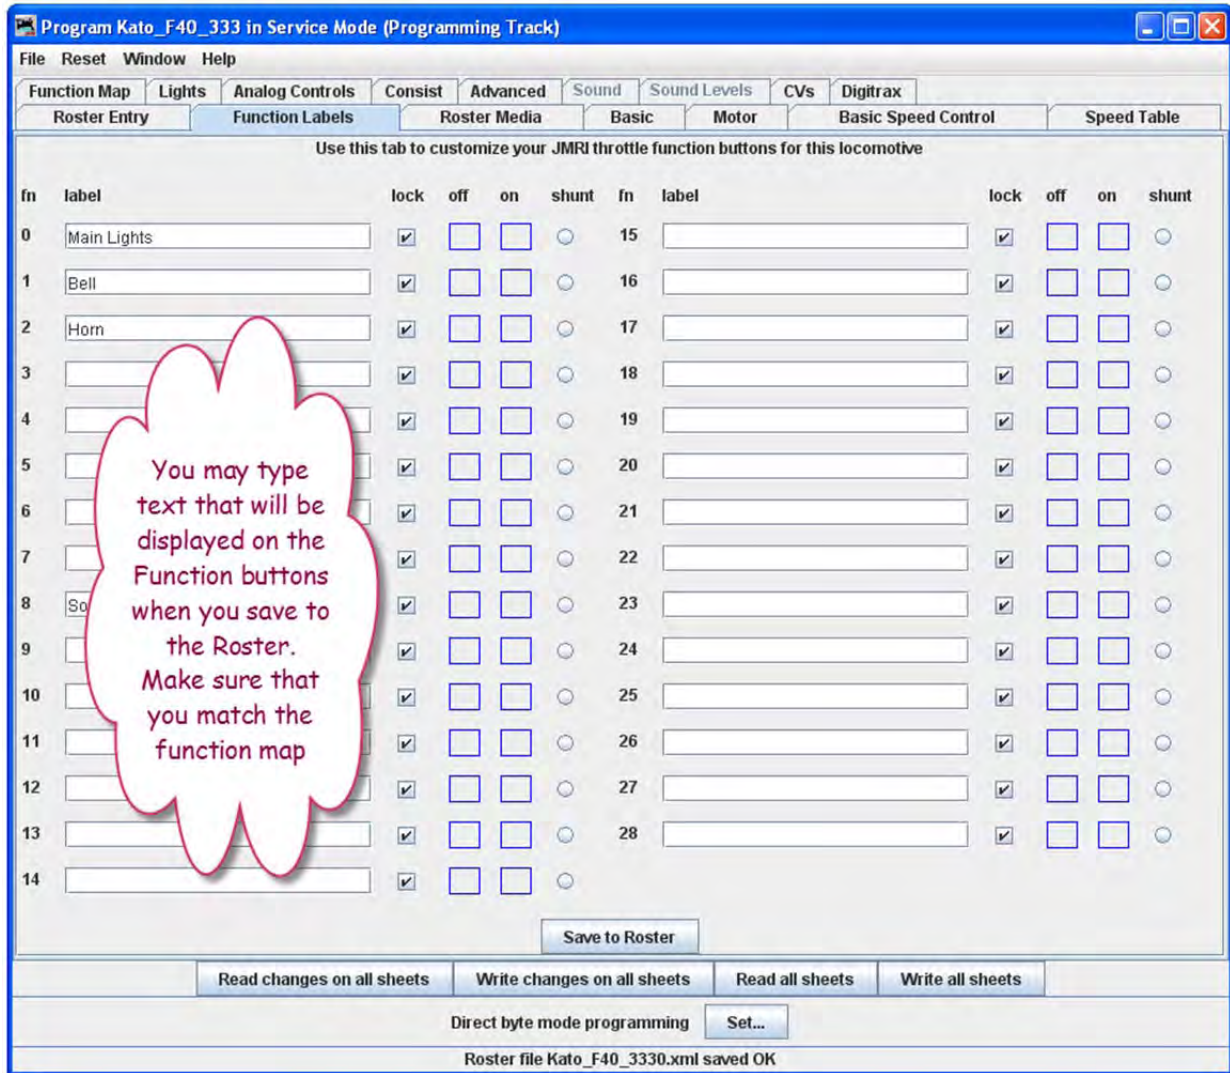 Program Kato_F40_333 in Service Mode (Programming Track)
File Reset Window Help
Function Map Lights Analog Controls Consist Advanced Sound Sound Levels CVs Digitrax
Roster Entry Function Labels Roster Media Basic Motor Basic Speed Control Speed Table
Use this tab to customize your JMRI throttle function buttons for this locomotive
fn label lock off on shunt fn label lock off on shunt
0 Main Lights 15
1 Bell 16
2 Horn 17
3 18
4 19
5 20
6 21
7 22
8 So 23
9 24
10 25
11 26
12 27
13 28
14
You may type
text that will be
displayed on the
Function buttons
when you save to
the Roster.
Make sure that
you match the
function map
Save to Roster
Read changes on all sheets Write changes on all sheets Read all sheets Write all sheets
Direct byte mode programming Set...
Roster file Kato_F40_3330.xml saved OK